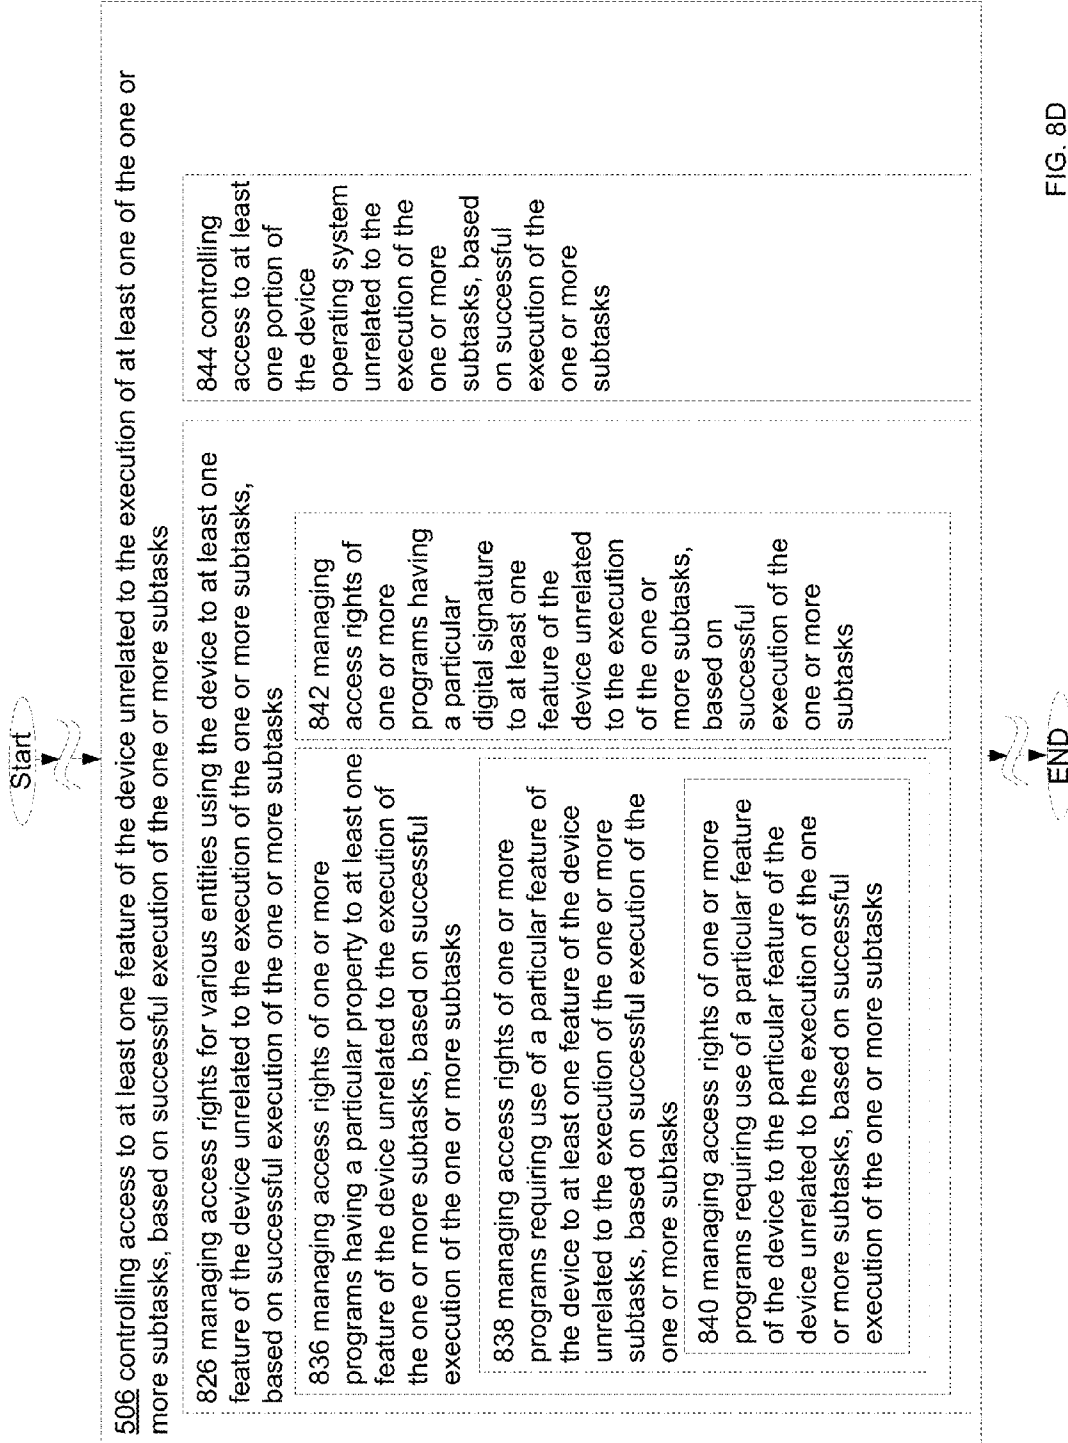 Start
506 controlling access to at least one feature of the device unrelated to the execution of at least one of the one or
more subtasks, based on successful execution of the one or more subtasks
826 managing access rights for various entities using the device to at least one
feature of the device unrelated to the execution of the one or more subtasks,
based on successful execution of the one or more subtasks
836 managing access rights of one or more
programs having a particular property to at least one
feature of the device unrelated to the execution of
the one or more subtasks, based on successful
execution of the one or more subtasks
838 managing access rights of one or more
programs requiring use of a particular feature of
the device to at least one feature of the device
unrelated to the execution of the one or more
subtasks, based on successful execution of the
one or more subtasks
840 managing access rights of one or more
programs requiring use of a particular feature
of the device to the particular feature of the
device unrelated to the execution of the one
or more subtasks, based on successful
execution of the one or more subtasks
842 managing
access rights of
one or more
programs having
a particular
digital signature
to at least one
feature of the
device unrelated
to the execution
of the one or
more subtasks,
based on
successful
execution of the
one or more
subtasks
844 controlling
access to at least
one portion of
the device
operating system
unrelated to the
execution of the
one or more
subtasks, based
on successful
execution of the
one or more
subtasks
END
FIG. 8D